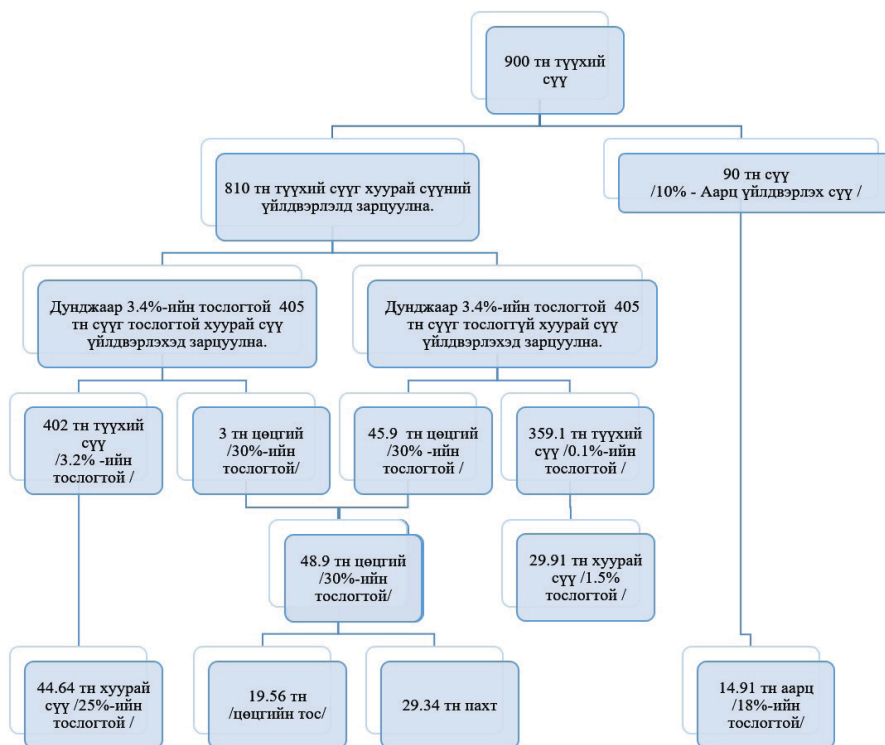 900 тн түүхий
сүү
810 тн түүхий сүүг хуурай сүүний
үйлдвэрлэлд зарцуулна.
90 тн сүү
/10% - Аарц үйлдвэрлэх сүү /
Дунджаар 3.4%-ийн тослогтой 405
тн сүүг тослогтой хуурай сүү
үйлдвэрлэхэд зарцуулна.
Дунджаар 3.4%-ийн тослогтой 405
тн сүүг тослоггүй хуурай сүү
үйлдвэрлэхэд зарцуулна.
402 тн түүхий
сүү
/3.2% -ийн
тослогтой /
3 тн цөцгий
/30%-ийн
тослогтой/
45.9 тн цөцгий
/30% -ийн
тослогтой /
359.1 тн түүхий
сүү /0.1%-ийн
тослогтой /
48.9 тн цөцгий
/30%-ийн
тослогтой/
29.91 тн хуурай
сүү /1.5%
тослогтой /
44.64 тн хуурай
сүү /25%-ийн
тослогтой /
19.56 тн
/цөцгийн тос/
29.34 тн пахт
14.91 тн аарц
/18%-ийн
тослогтой/